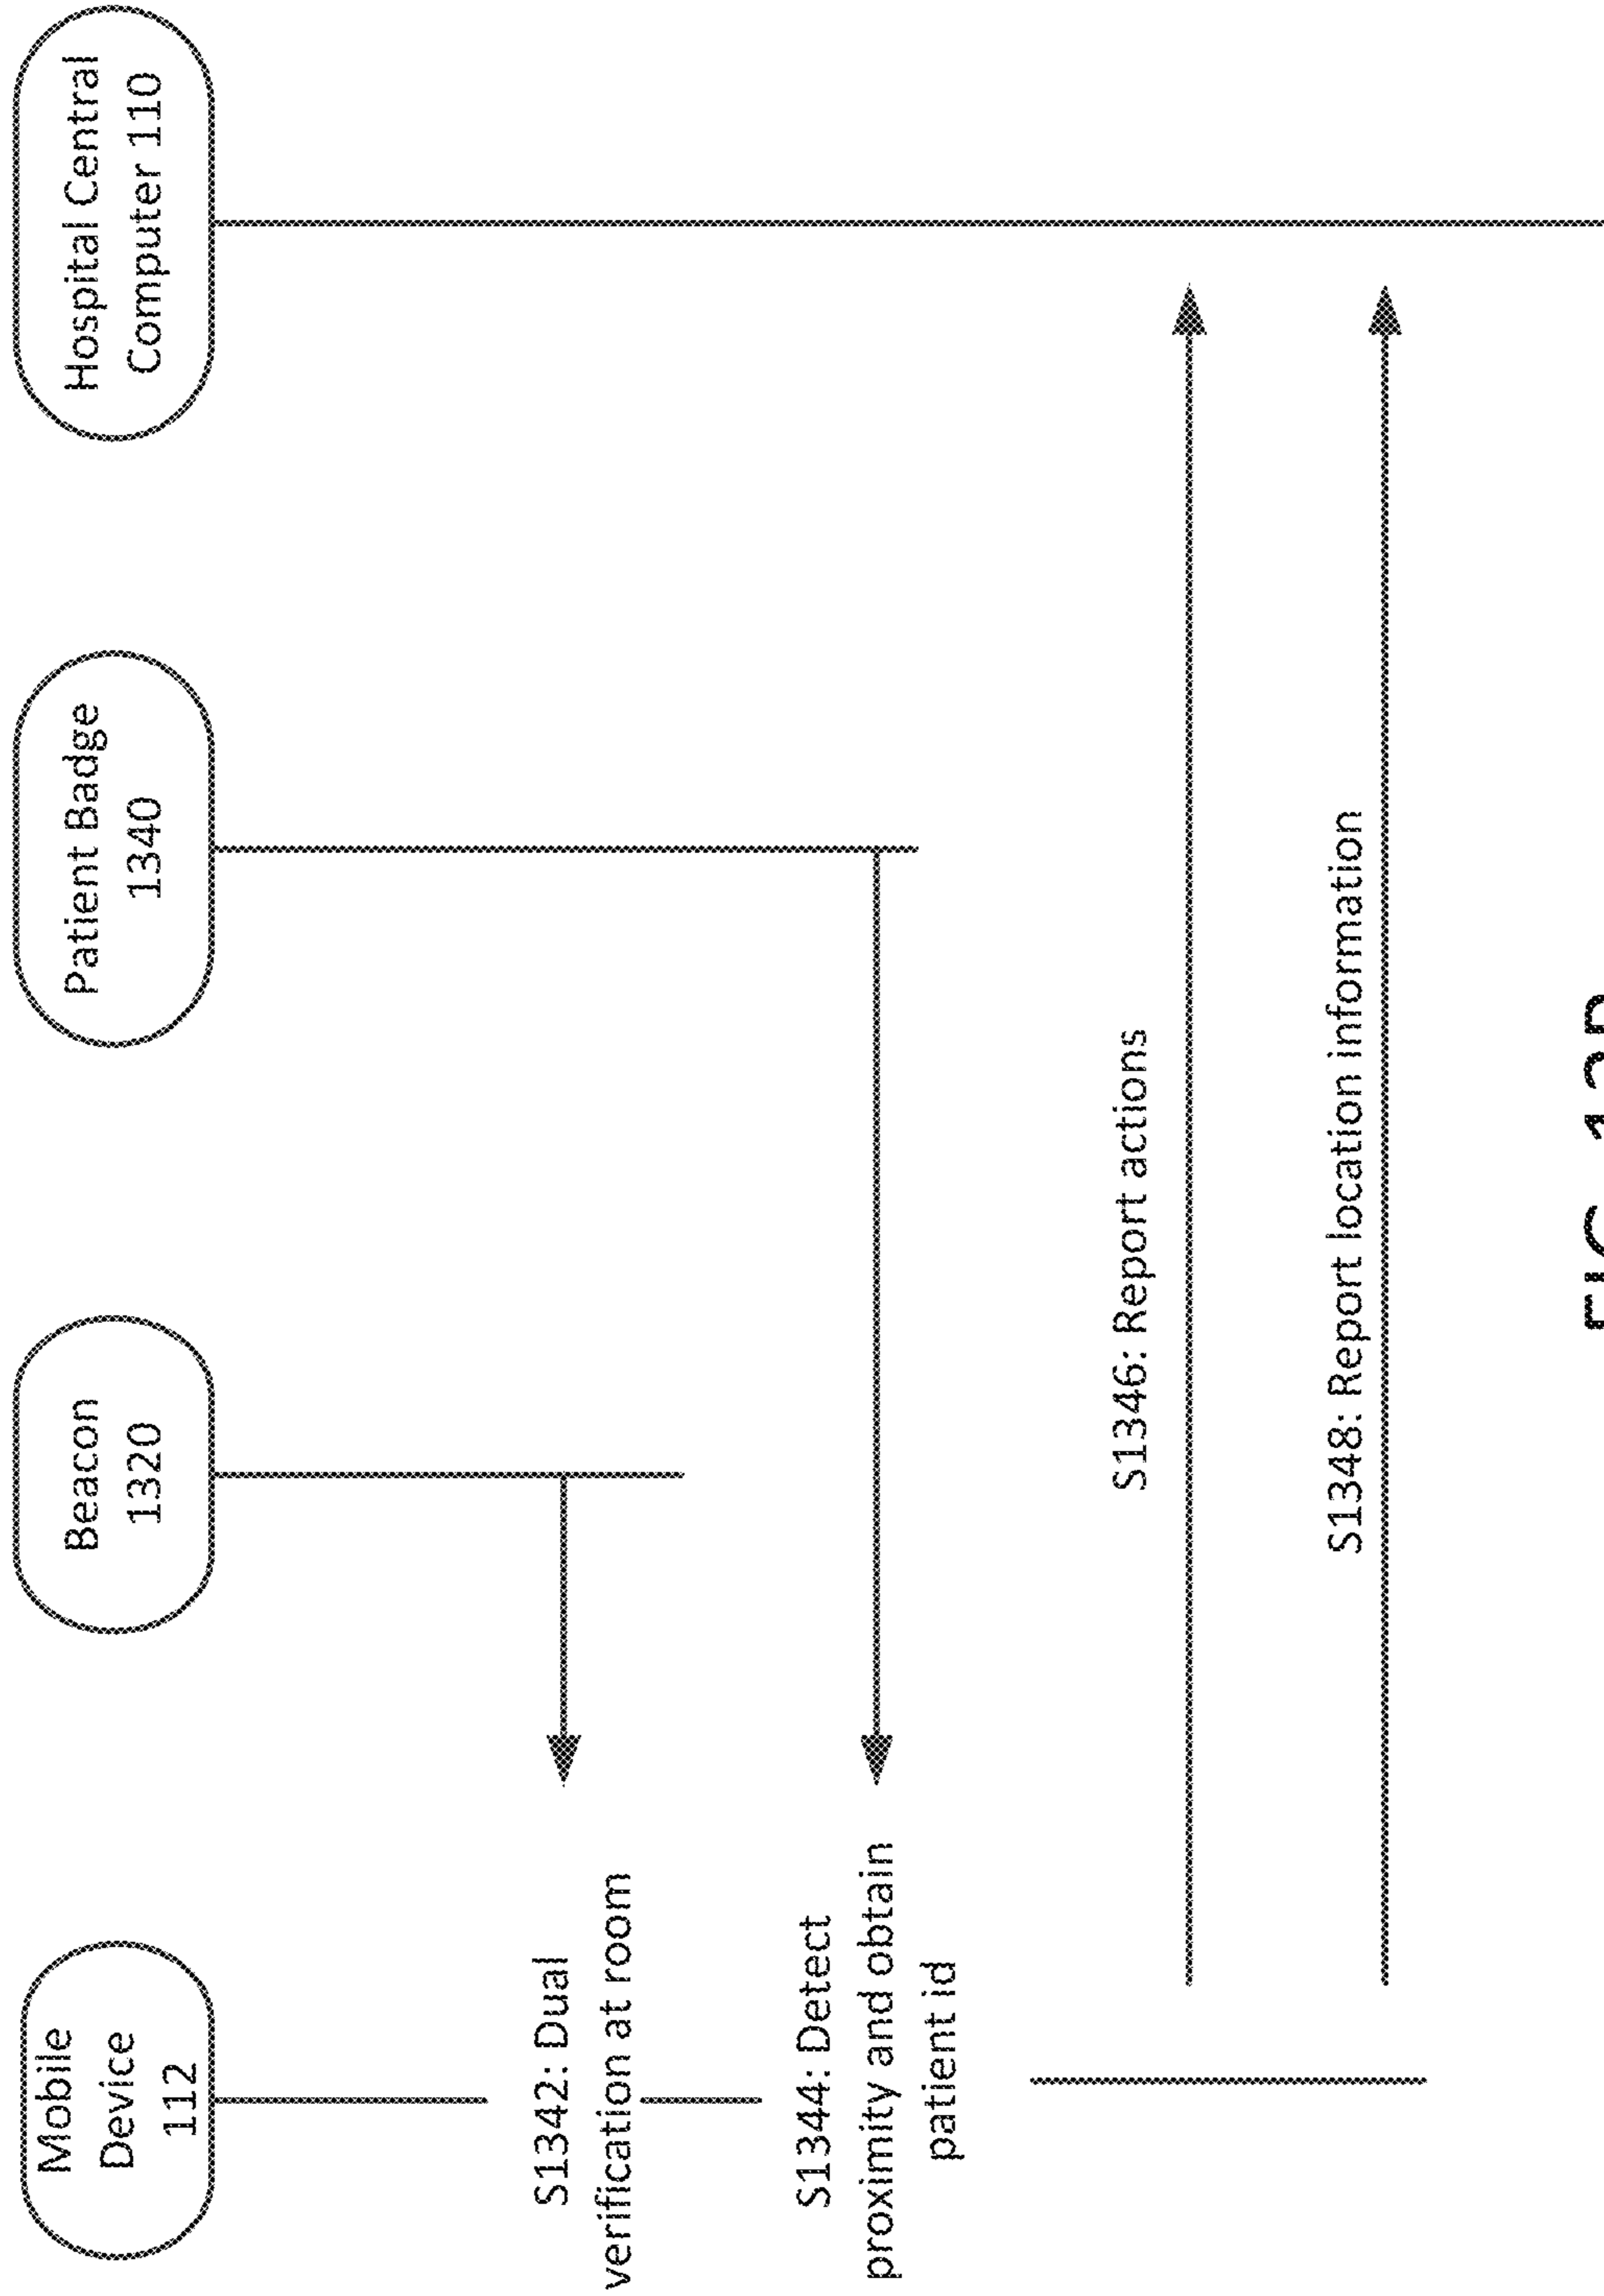 Mobile
Device
112
Beacon
1320
Patient Badge
1340
Hospital Central
Computer 110
S1342: Dual
verification at room
S1344: Detect
proximity and obtain
patient id
S1346: Report actions
S1348: Report location information